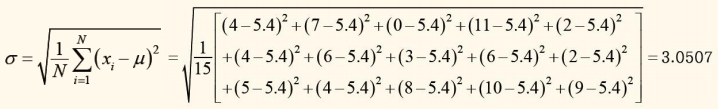 σ = √(1/N ∑_{i=1}^{N} (x_i − μ)²) = √(1/15 [(4−5.4)² + (7−5.4)² + (0−5.4)² + (11−5.4)² + (2−5.4)²
+(4−5.4)² + (6−5.4)² + (3−5.4)² + (6−5.4)² + (2−5.4)²
+(5−5.4)² + (4−5.4)² + (8−5.4)² + (10−5.4)² + (9−5.4)²]) = 3.0507